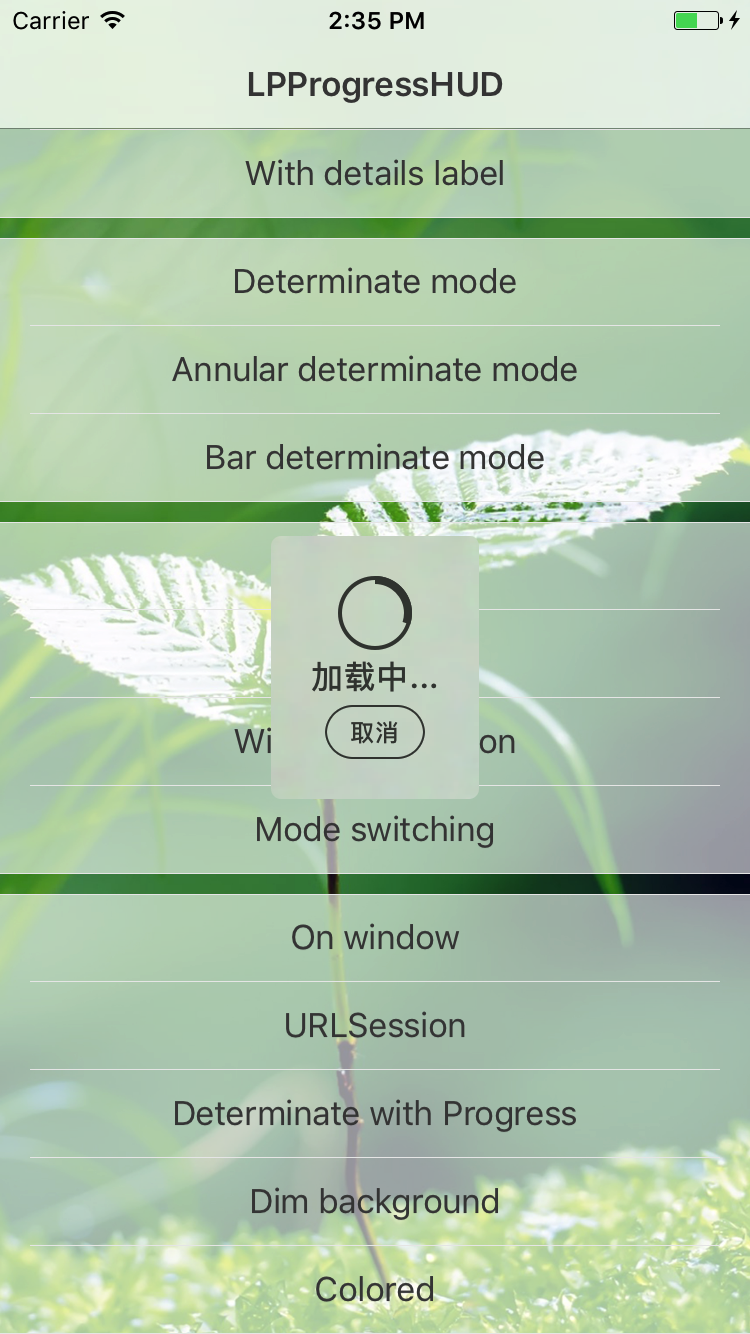 Carrier 2:35 PM
LPProgressHUD
With details label
Determinate mode
Annular determinate mode
Bar determinate mode
加载中...
取消
Wi on
Mode switching
On window
URLSession
Determinate with Progress
Dim background
Colored